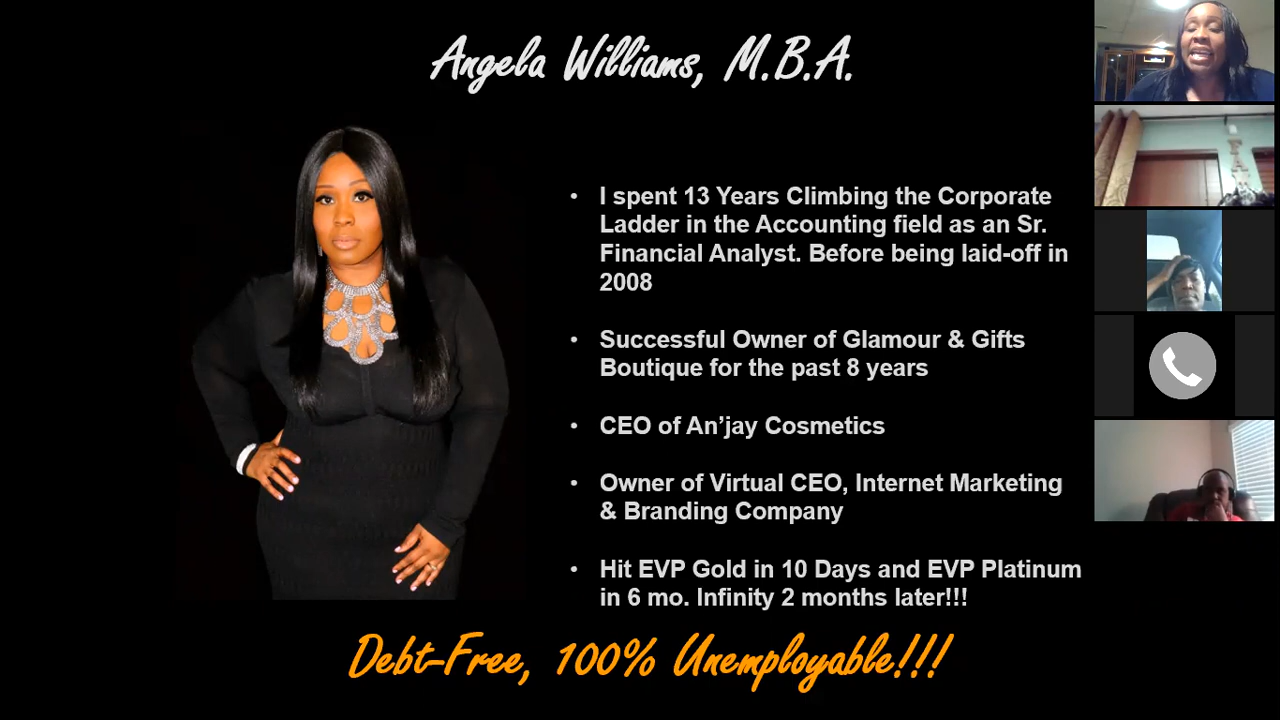 Angela Williams, M.B.A.
• I spent 13 Years Climbing the Corporate
Ladder in the Accounting field as an Sr.
Financial Analyst. Before being laid-off in
2008
• Successful Owner of Glamour & Gifts
Boutique for the past 8 years
• CEO of An’jay Cosmetics
• Owner of Virtual CEO, Internet Marketing
& Branding Company
• Hit EVP Gold in 10 Days and EVP Platinum
in 6 mo. Infinity 2 months later!!!
Debt-Free, 100% Unemployable!!!